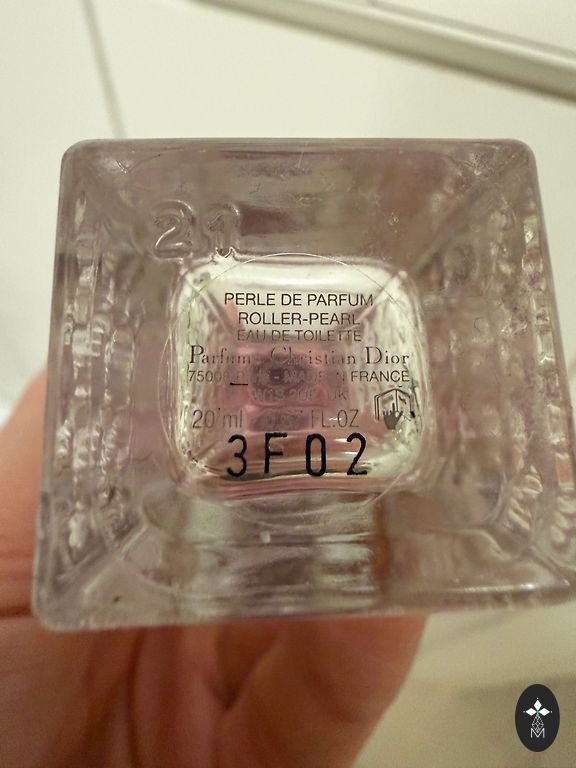 21
PERLE DE PARFUM
ROLLER-PEARL
EAU DE TOILETTE
Parfums Christian Dior
MADE IN FRANCE
20 ml FL.OZ
3F02
M